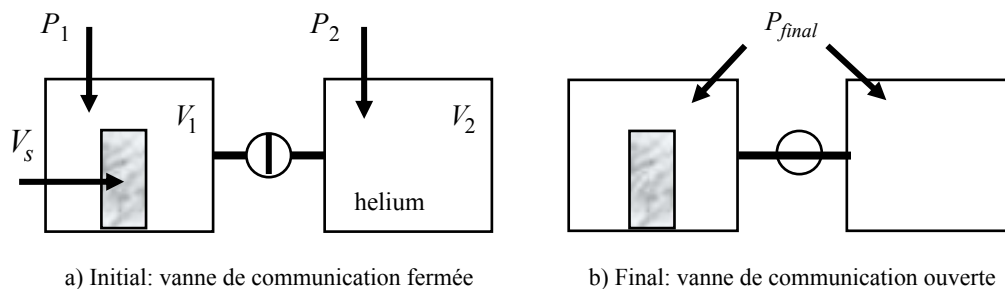 P1
P2
Pfinal
V1
V2
Vs
helium
a) Initial: vanne de communication fermée
b) Final: vanne de communication ouverte